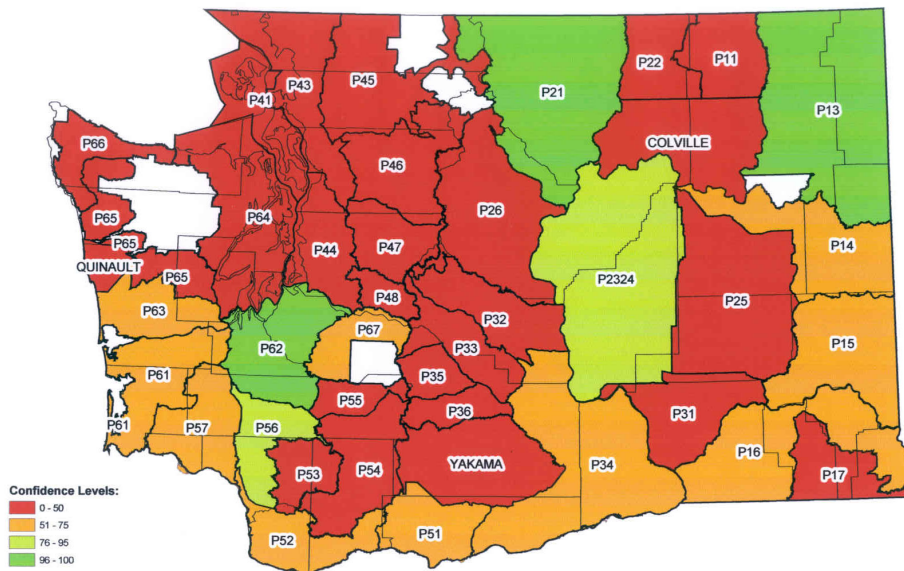 P43
P45
P22
P11
P41
P21
P13
P66
COLVILLE
P46
P65
P64
P26
P44
P47
P65
P14
QUINAULT
P65
P2324
P25
P48
P63
P32
P67
P62
P33
P15
P61
P35
P55
P36
P31
P61
P57
P56
P16
P53
P54
YAKAMA
P34
P17
P52
P51
Confidence Levels:
0 - 50
51 - 75
76 - 95
96 - 100